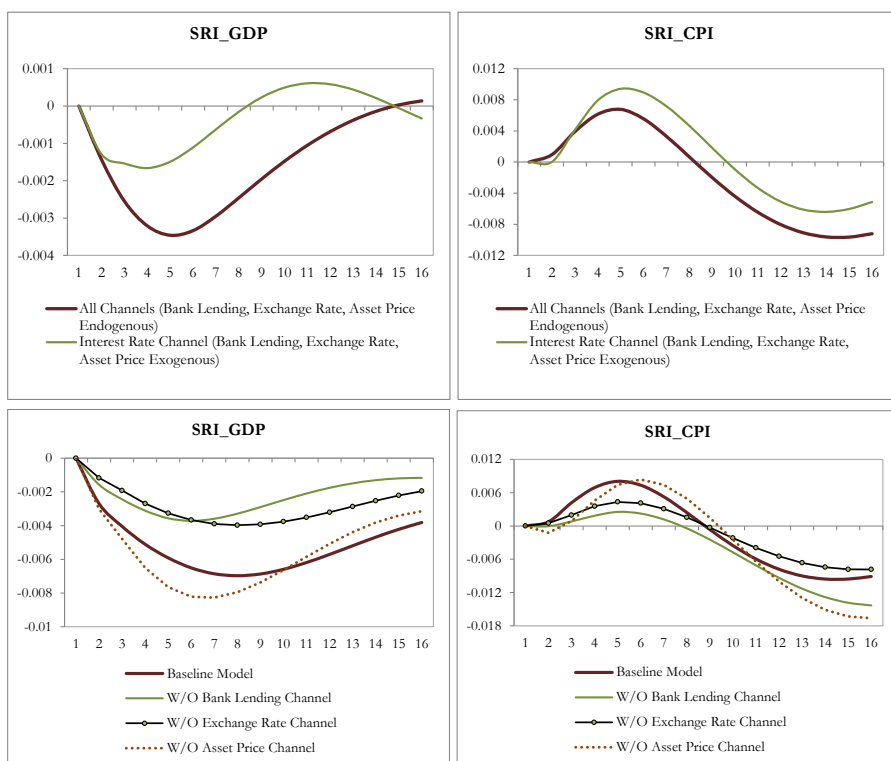 SRI_GDP
0.001
0
-0.001
-0.002
-0.003
-0.004
1 2 3 4 5 6 7 8 9 10 11 12 13 14 15 16
All Channels (Bank Lending, Exchange Rate, Asset Price
Endogenous)
Interest Rate Channel (Bank Lending, Exchange Rate,
Asset Price Exogenous)
SRI_CPI
0.012
0.008
0.004
0
-0.004
-0.008
-0.012
1 2 3 4 5 6 7 8 9 10 11 12 13 14 15 16
All Channels (Bank Lending, Exchange Rate, Asset Price
Endogenous)
Interest Rate Channel (Bank Lending, Exchange Rate,
Asset Price Exogenous)
SRI_GDP
0
-0.002
-0.004
-0.006
-0.008
-0.01
1 2 3 4 5 6 7 8 9 10 11 12 13 14 15 16
Baseline Model
W/O Bank Lending Channel
W/O Exchange Rate Channel
W/O Asset Price Channel
SRI_CPI
0.012
0.006
0
-0.006
-0.012
-0.018
1 2 3 4 5 6 7 8 9 10 11 12 13 14 15 16
Baseline Model
W/O Bank Lending Channel
W/O Exchange Rate Channel
W/O Asset Price Channel